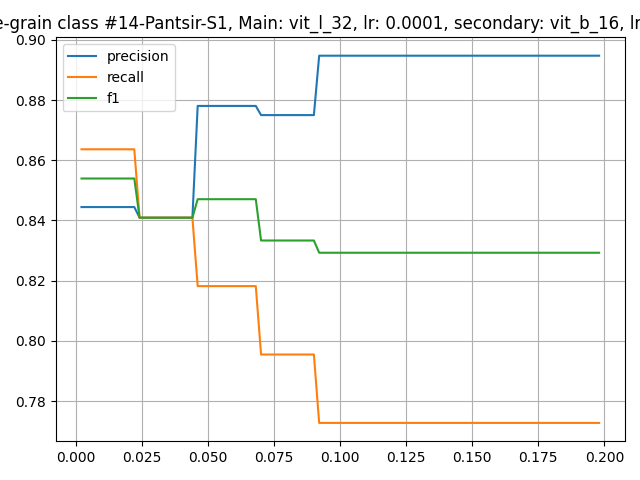 e-grain class #14-Pantsir-S1, Main: vit_l_32, lr: 0.0001, secondary: vit_b_16, lr
precision
recall
f1
0.90
0.88
0.86
0.84
0.82
0.80
0.78
0.000 0.025 0.050 0.075 0.100 0.125 0.150 0.175 0.200